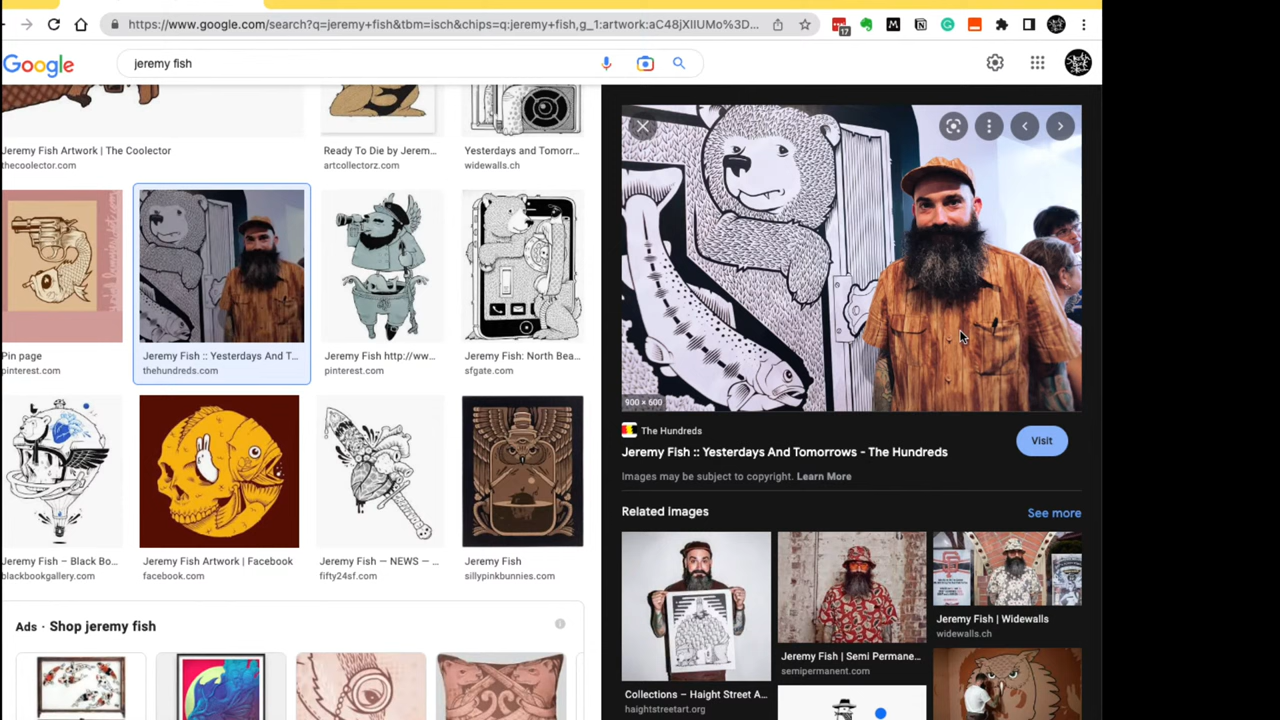 https://www.google.com/search?q=jeremy+fish&tbm=isch&chips=q:jeremy+fish,g_1:artwork:aC48jXIIUMo%3D...
17
M
Google
jeremy fish
Jeremy Fish Artwork | The Coolector
thecoolector.com
Ready To Die by Jerem...
artcollectorz.com
Yesterdays and Tomorr...
widewalls.ch
Pin page
pinterest.com
Jeremy Fish :: Yesterdays And T...
thehundreds.com
Jeremy Fish http://ww...
pinterest.com
Jeremy Fish: North Bea...
sfgate.com
Jeremy Fish – Black Bo...
blackbookgallery.com
Jeremy Fish Artwork | Facebook
facebook.com
Jeremy Fish — NEWS — ...
fifty24sf.com
Jeremy Fish
sillypinkbunnies.com
Ads · Shop jeremy fish
900 × 600
The Hundreds
Jeremy Fish :: Yesterdays And Tomorrows - The Hundreds
Visit
Images may be subject to copyright. Learn More
Related Images
See more
Collections – Haight Street A...
haightstreetart.org
Jeremy Fish | Semi Permane...
semipermanent.com
Jeremy Fish | Widewalls
widewalls.ch